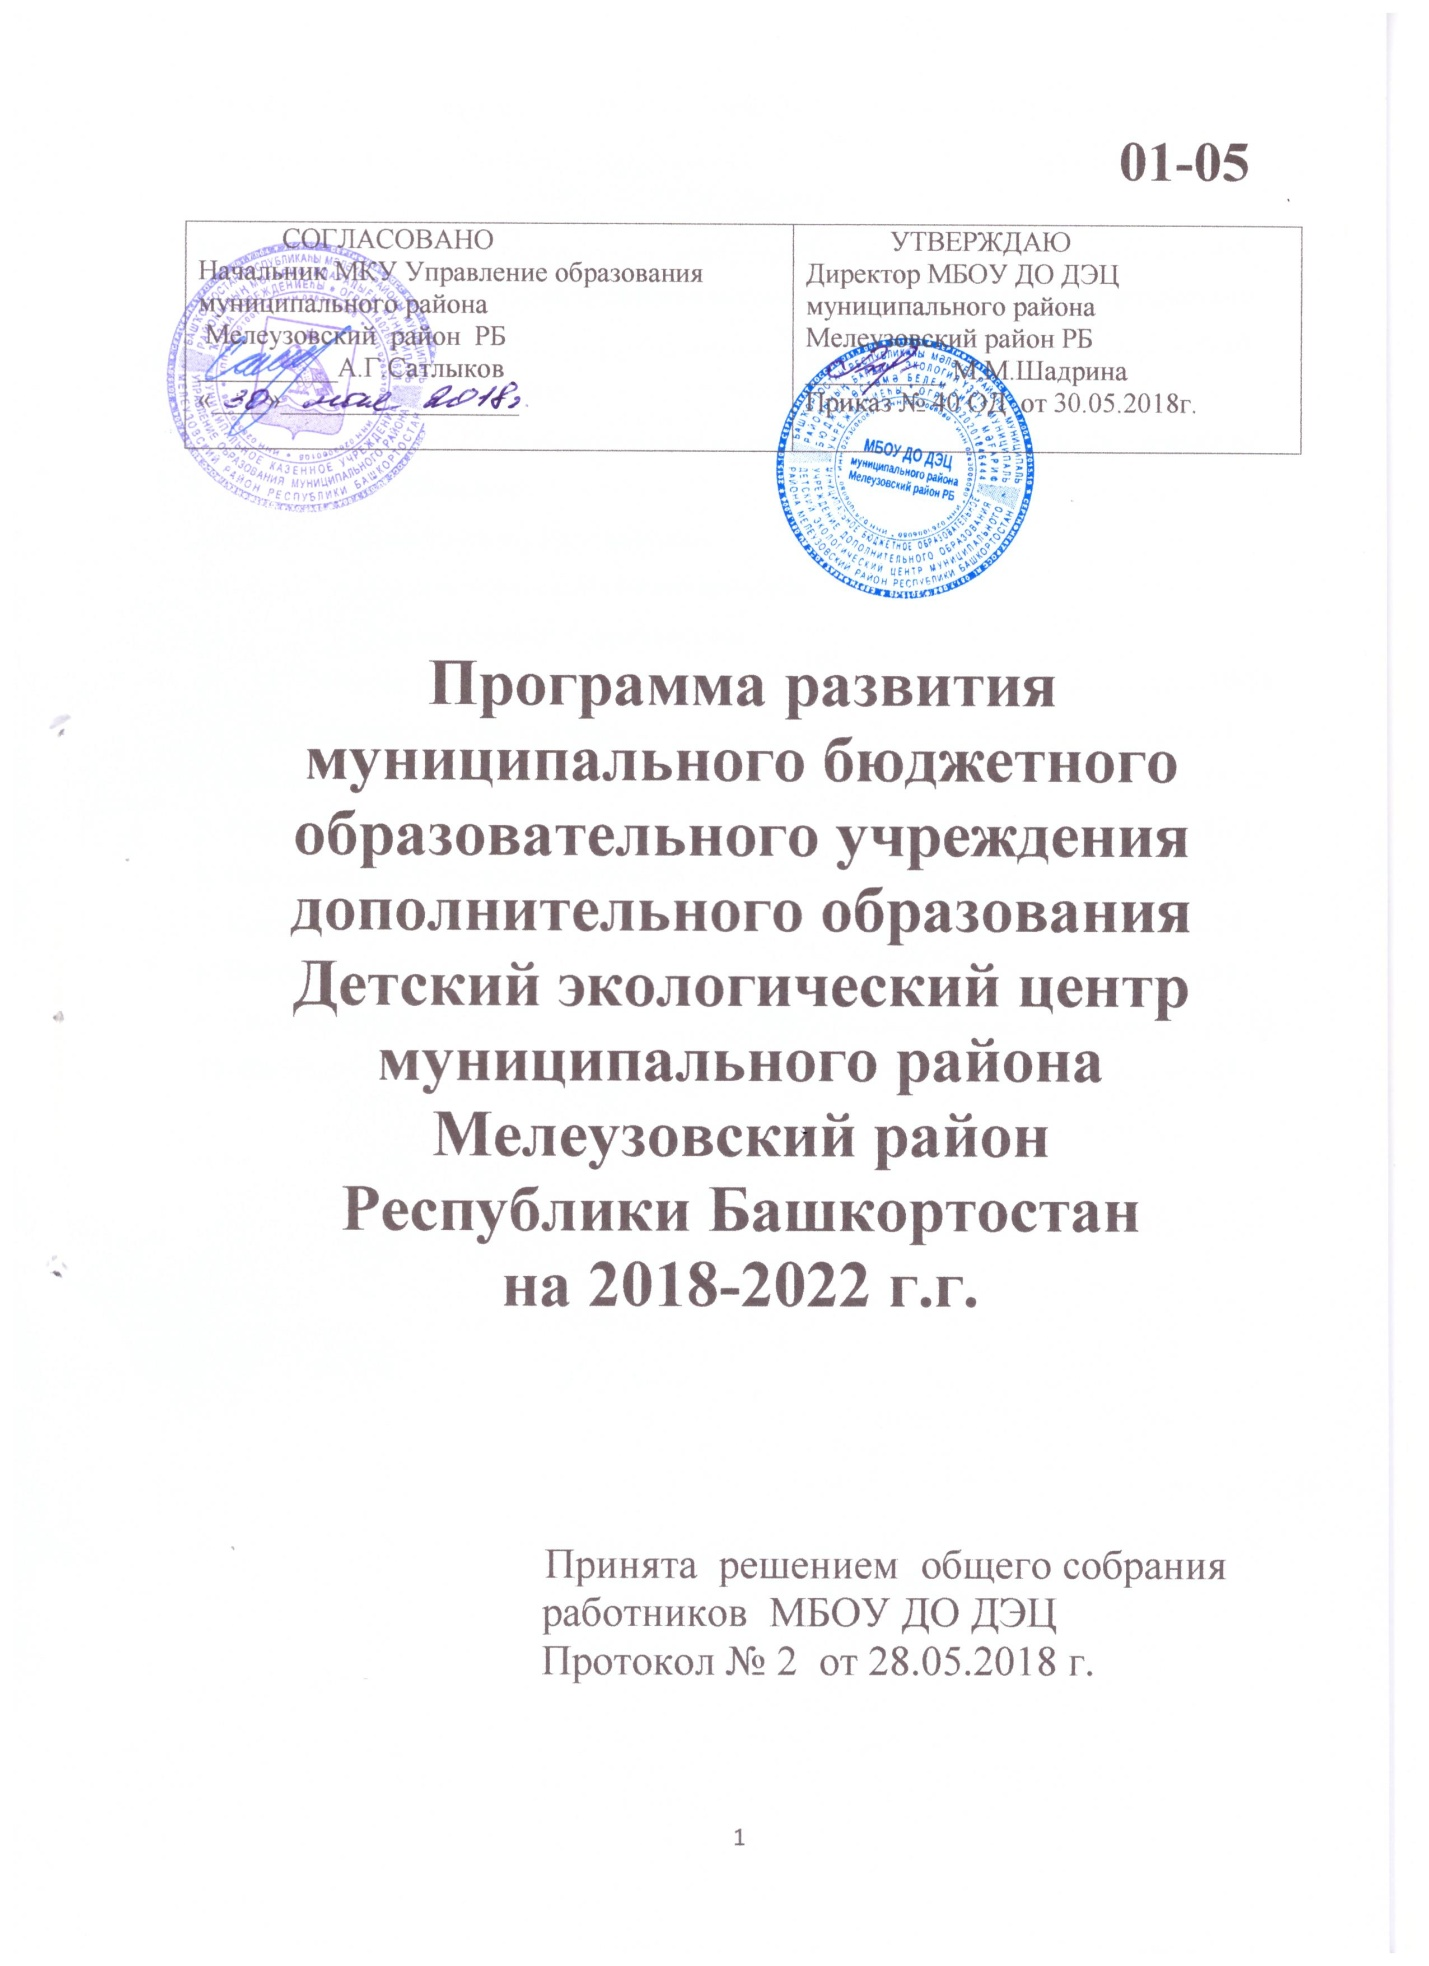 01-05
СОГЛАСОВАНО
Начальник МКУ Управление образования
муниципального района
Мелеузовский район РБ
А.Г.Сатлыков
«30» мая 2018г.
УТВЕРЖДАЮ
Директор МБОУ ДО ДЭЦ
муниципального района
Мелеузовский район РБ
М.М.Шадрина
Приказ № 40 ОД от 30.05.2018г.
МБОУ ДО ДЭЦ
муниципального района
Мелеузовский район РБ
Программа развития
муниципального бюджетного
образовательного учреждения
дополнительного образования
Детский экологический центр
муниципального района
Мелеузовский район
Республики Башкортостан
на 2018-2022 г.г.
Принята решением общего собрания
работников МБОУ ДО ДЭЦ
Протокол № 2 от 28.05.2018 г.
1